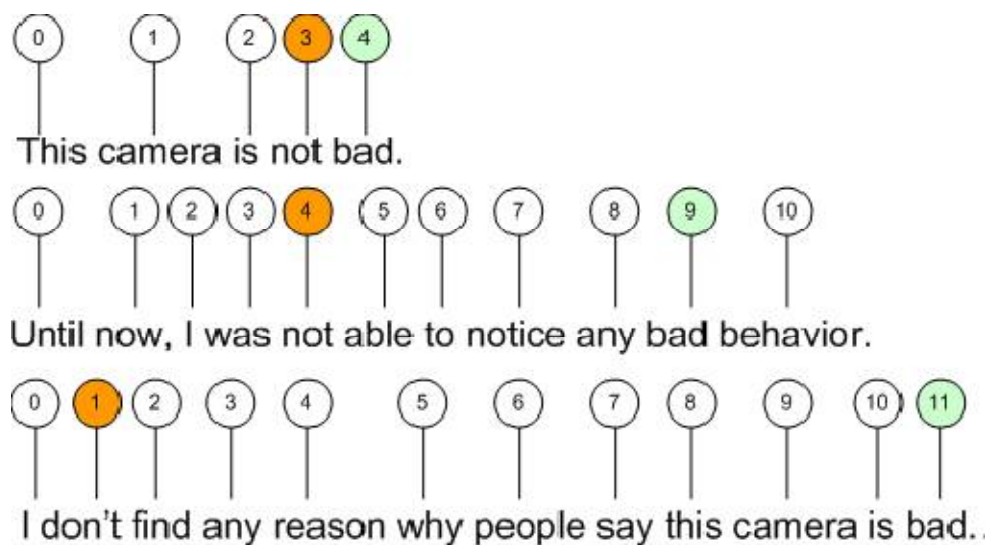 0 1 2 3 4
This camera is not bad.
0 1 2 3 4 5 6 7 8 9 10
Until now, I was not able to notice any bad behavior.
0 1 2 3 4 5 6 7 8 9 10 11
I don't find any reason why people say this camera is bad..